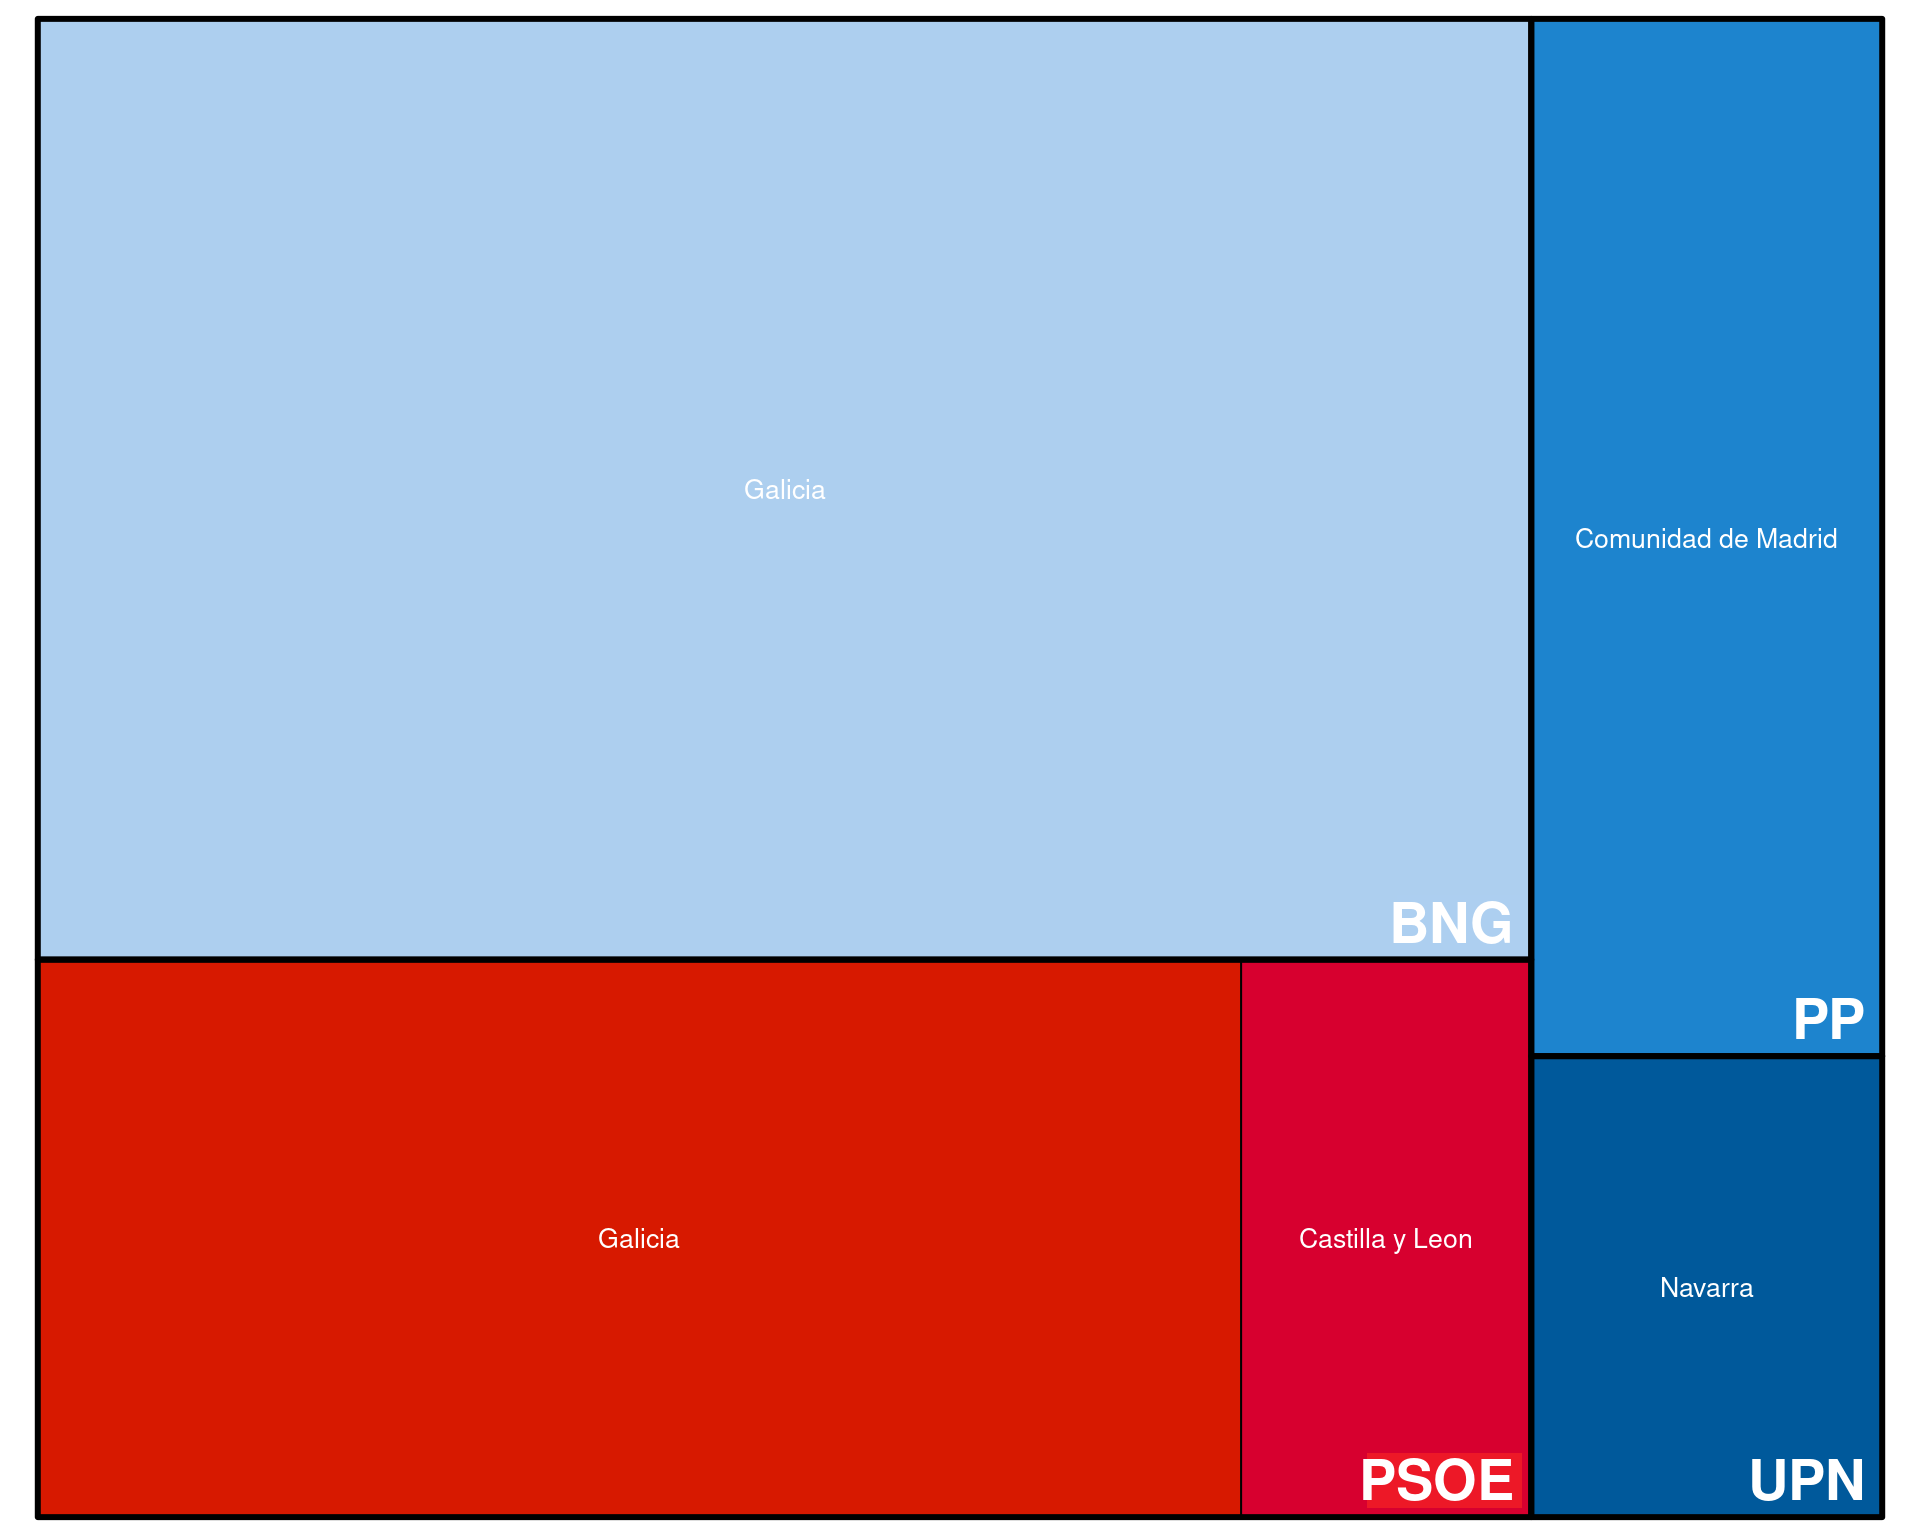 Galicia
BNG
Comunidad de Madrid
PP
Galicia
Castilla y Leon
PSOE
Navarra
UPN